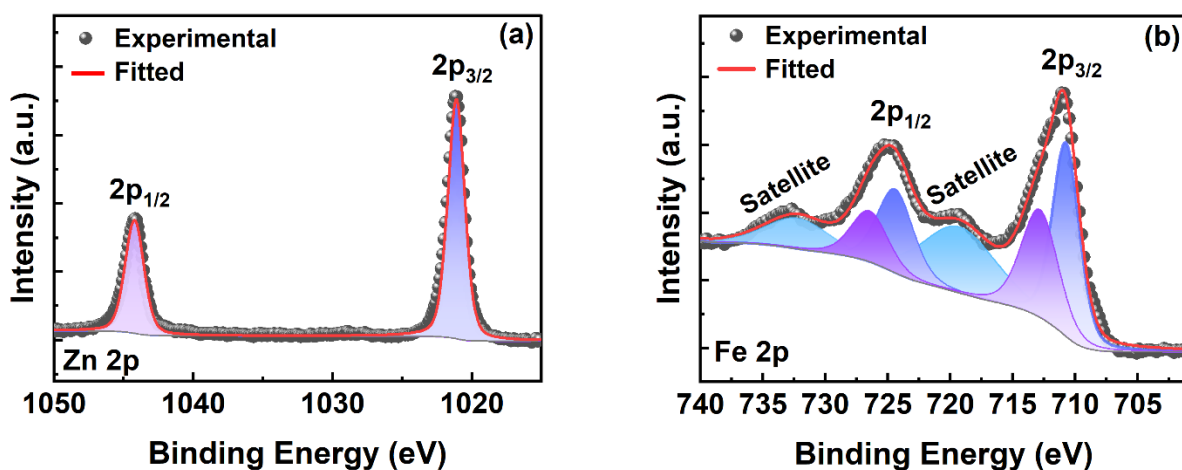 Experimental
Fitted
(a)
2p3/2
2p1/2
Zn 2p
Intensity (a.u.)
1050 1040 1030 1020
Binding Energy (eV)
Experimental
Fitted
(b)
2p3/2
2p1/2
Satellite
Satellite
Fe 2p
Intensity (a.u.)
740 735 730 725 720 715 710 705
Binding Energy (eV)